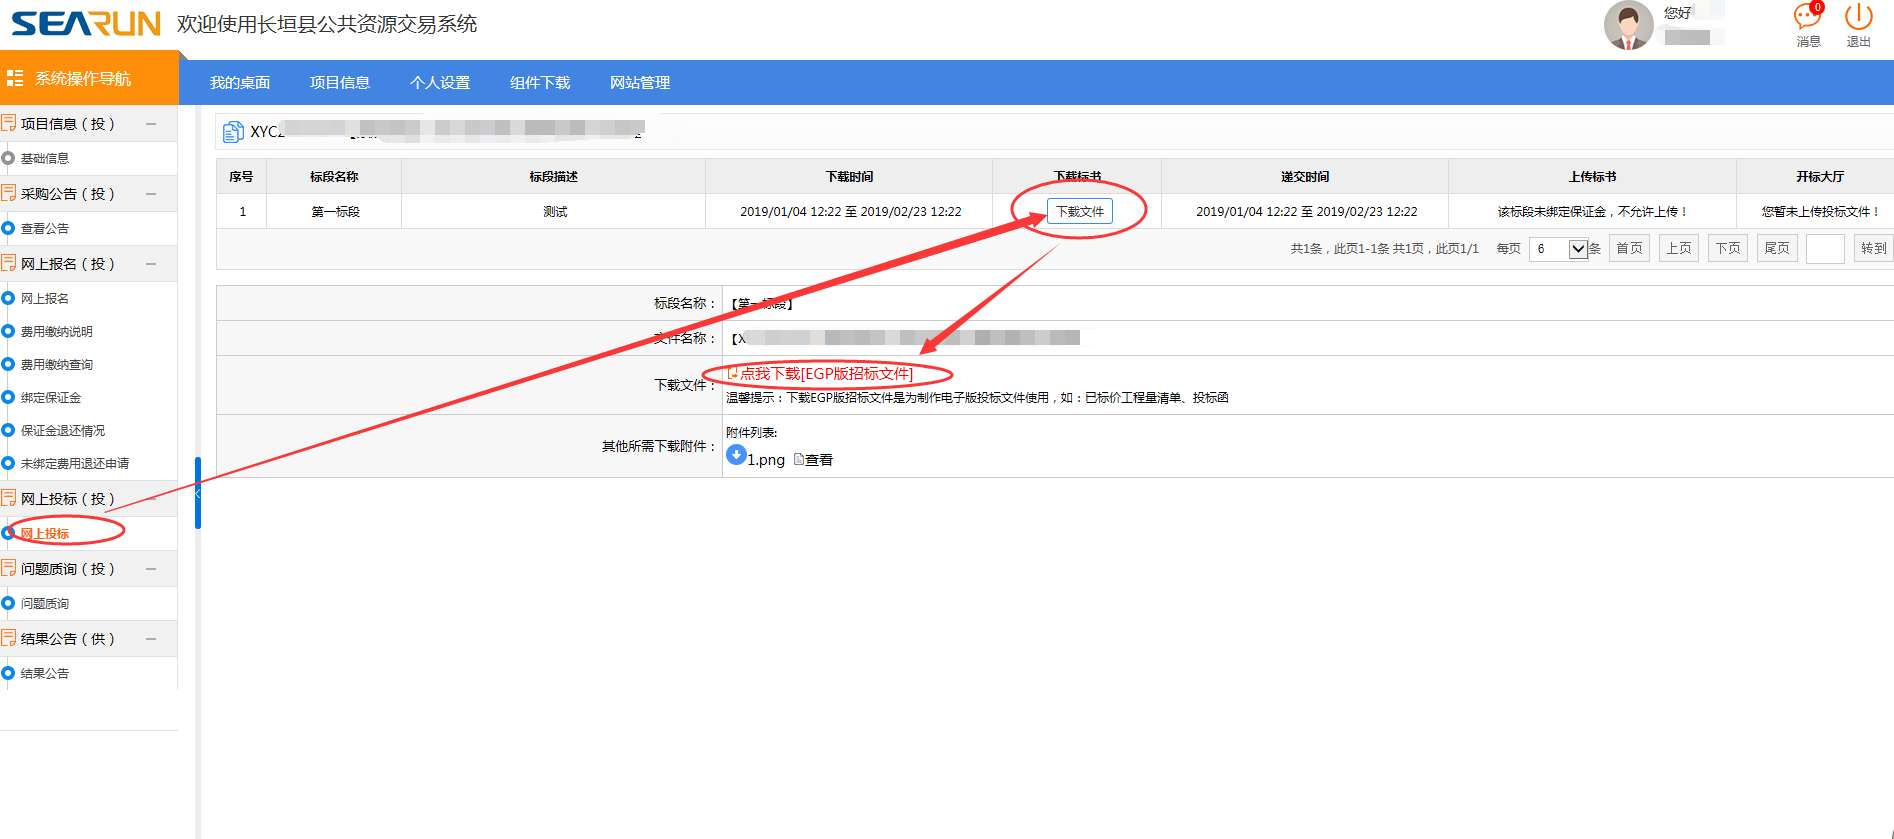 SEARUN 欢迎使用长垣县公共资源交易系统
您好
0
消息 退出
系统操作导航
我的桌面 项目信息 个人设置 组件下载 网站管理
项目信息（投）
基础信息
采购公告（投）
查看公告
网上报名（投）
网上报名
费用缴纳说明
费用缴纳查询
绑定保证金
保证金退还情况
未绑定费用退还申请
网上投标（投）
网上投标
问题质询（投）
问题质询
结果公告（供）
结果公告
XYCZ
序号 标段名称 标段描述 下载时间 下载标书 递交时间 上传标书 开标大厅
1 第一标段 测试 2019/01/04 12:22 至 2019/02/23 12:22 下载文件 2019/01/04 12:22 至 2019/02/23 12:22 该标段未绑定保证金，不允许上传！ 您暂未上传投标文件！
共1条，此页1-1条 共1页，此页1/1 每页 6 条 首页 上页 下页 尾页 转到
标段名称： 【第一标段】
文件名称： 【X
下载文件： 点我下载[EGP版招标文件]
温馨提示：下载EGP版招标文件是为制作电子版投标文件使用，如：已标价工程量清单、投标函
其他所需下载附件： 附件列表:
1.png 查看